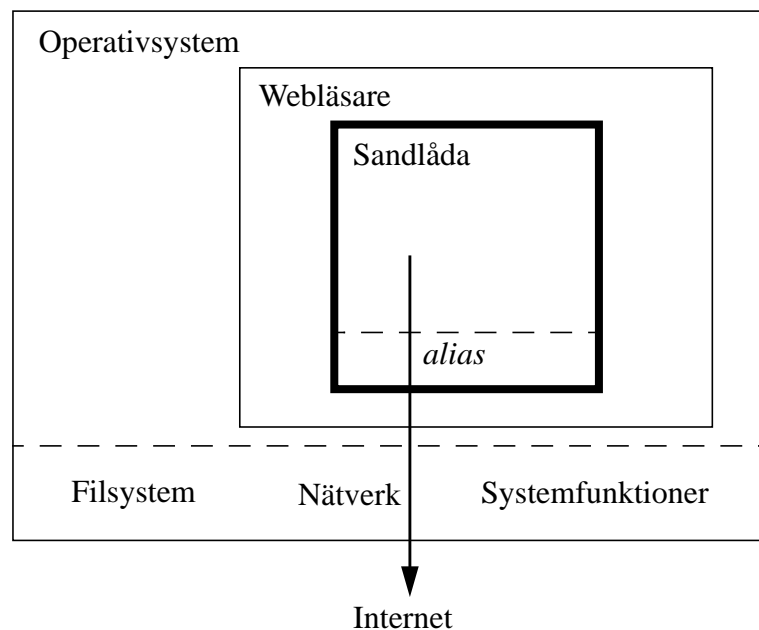 Operativsystem
Webläsare
Sandlåda
alias
Filsystem Nätverk Systemfunktioner
Internet